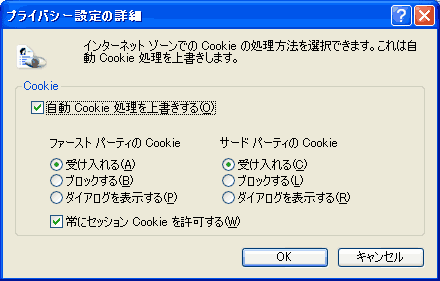 プライバシー設定の詳細
インターネット ゾーンでの Cookie の処理方法を選択できます。これは自
動 Cookie 処理を上書きします。
Cookie
自動 Cookie 処理を上書きする(O)
ファースト パーティの Cookie サード パーティの Cookie
受け入れる(A) 受け入れる(C)
ブロックする(B) ブロックする(L)
ダイアログを表示する(P) ダイアログを表示する(R)
常にセッション Cookie を許可する(W)
OK キャンセル